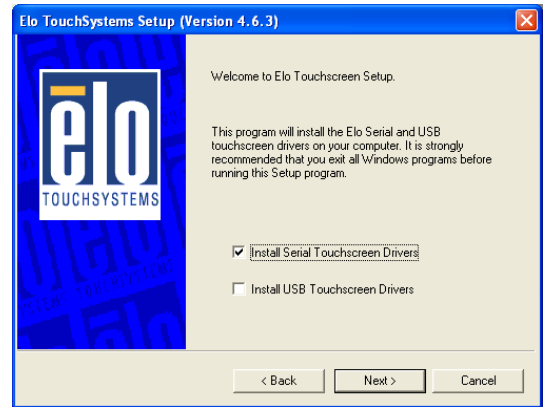 Elo TouchSystems Setup (Version 4.6.3)
elo
TOUCHSYSTEMS
Welcome to Elo Touchscreen Setup.
This program will install the Elo Serial and USB
touchscreen drivers on your computer. It is strongly
recommended that you exit all Windows programs before
running this Setup program.
Install Serial Touchscreen Drivers
Install USB Touchscreen Drivers
< Back
Next >
Cancel